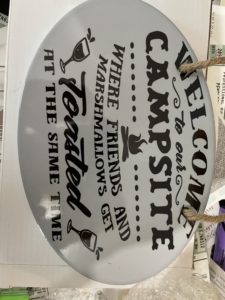 WELCOME
to our
CAMPSITE
WHERE FRIENDS AND
MARSHMALLOWS GET
Toasted
AT THE SAME TIME